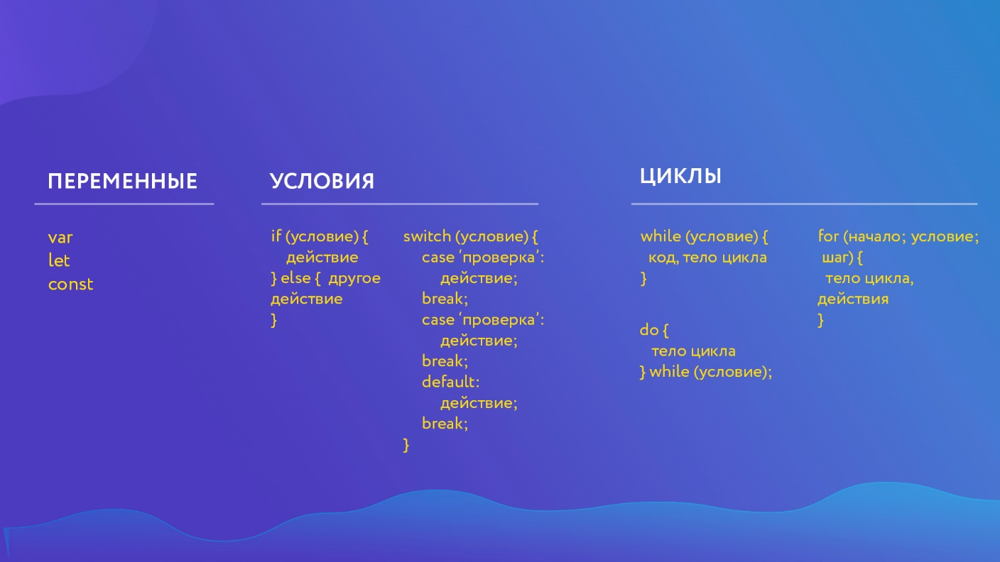 ПЕРЕМЕННЫЕ
var
let
const
УСЛОВИЯ
if (условие) {
действие
} else { другое
действие
}
switch (условие) {
case ‘проверка’:
действие;
break;
case ‘проверка’:
действие;
break;
default:
действие;
break;
}
ЦИКЛЫ
while (условие) {
код, тело цикла
}
do {
тело цикла
} while (условие);
for (начало; условие;
шаг) {
тело цикла,
действия
}